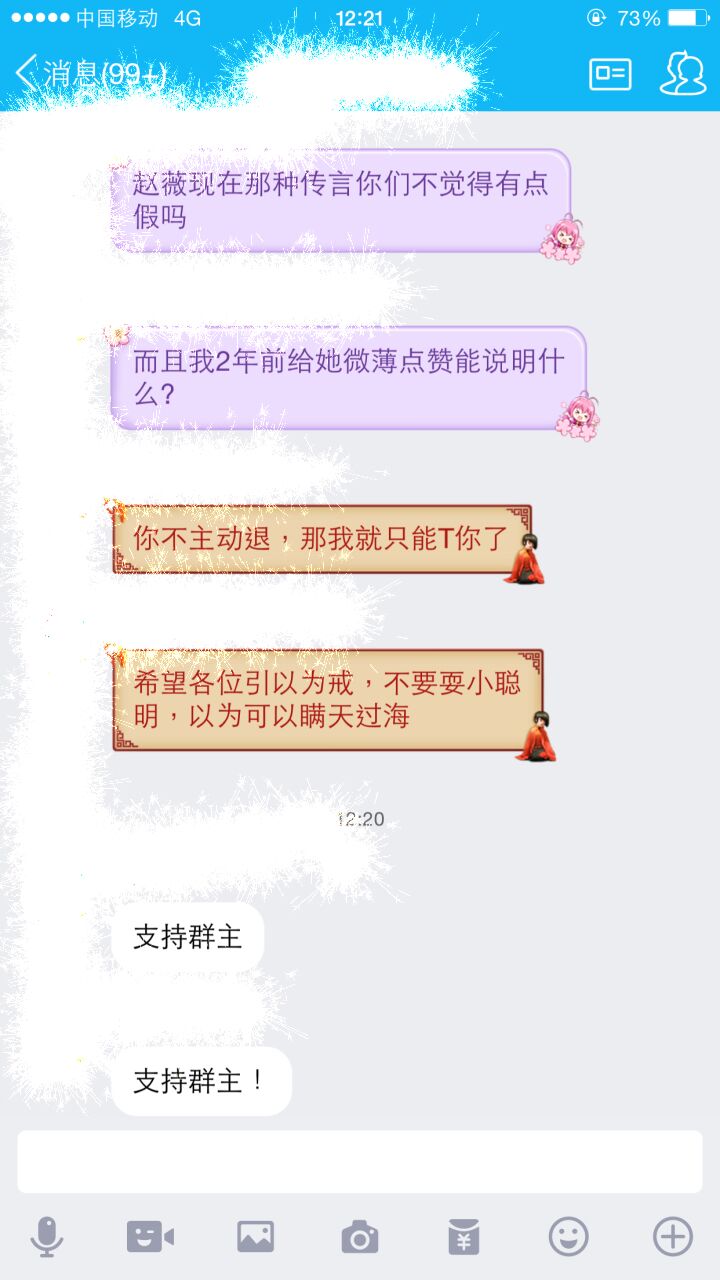 中国移动 4G 12:21 73%
消息(99+)
赵薇现在那种传言你们不觉得有点
假吗
而且我2年前给她微薄点赞能说明什
么?
你不主动退，那我就只能T你了
希望各位引以为戒，不要耍小聪
明，以为可以瞒天过海
12:20
支持群主
支持群主！